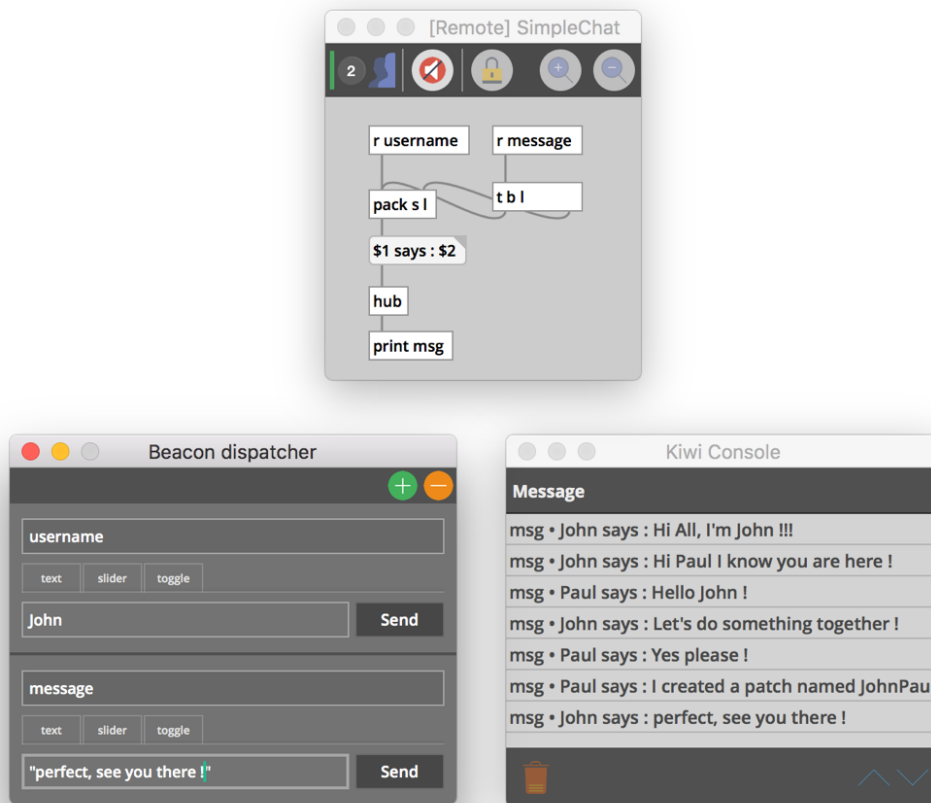 [Remote] SimpleChat
2
r username
r message
pack s l
t b l
$1 says : $2
hub
print msg
Beacon dispatcher
username
text slider toggle
John
Send
message
text slider toggle
"perfect, see you there !"
Send
Kiwi Console
Message
msg • John says : Hi All, I'm John !!!
msg • John says : Hi Paul I know you are here !
msg • Paul says : Hello John !
msg • John says : Let's do something together !
msg • Paul says : Yes please !
msg • Paul says : I created a patch named JohnPau
msg • John says : perfect, see you there !